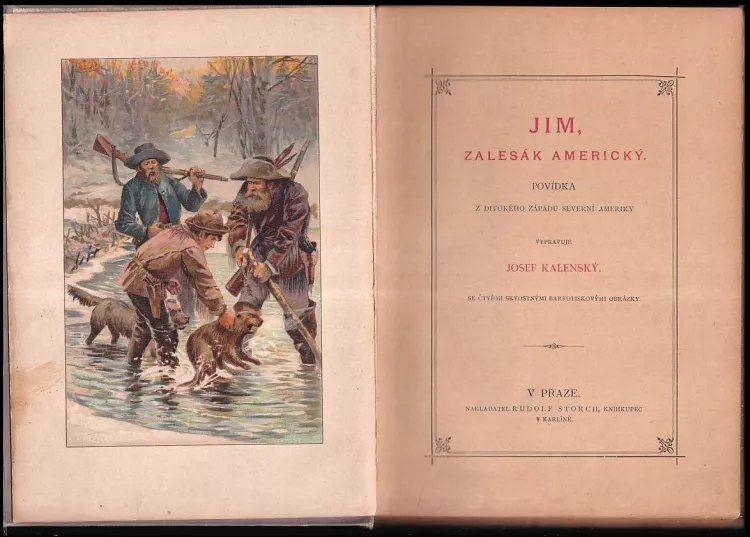 JIM,
ZALESÁK AMERICKÝ.
POVÍDKA
Z DIVOKÉHO ZÁPADU SEVERNÍ AMERIKY
VYPRAVUJE
JOSEF KALENSKÝ.
SE ČTYŘMI SKVOSTNÝMI BARVOTISKOVÝMI OBRÁZKY.
V PRAZE.
NAKLADATEL RUDOLF STORCH, KNIHKUPEC
V KARLÍNĚ.